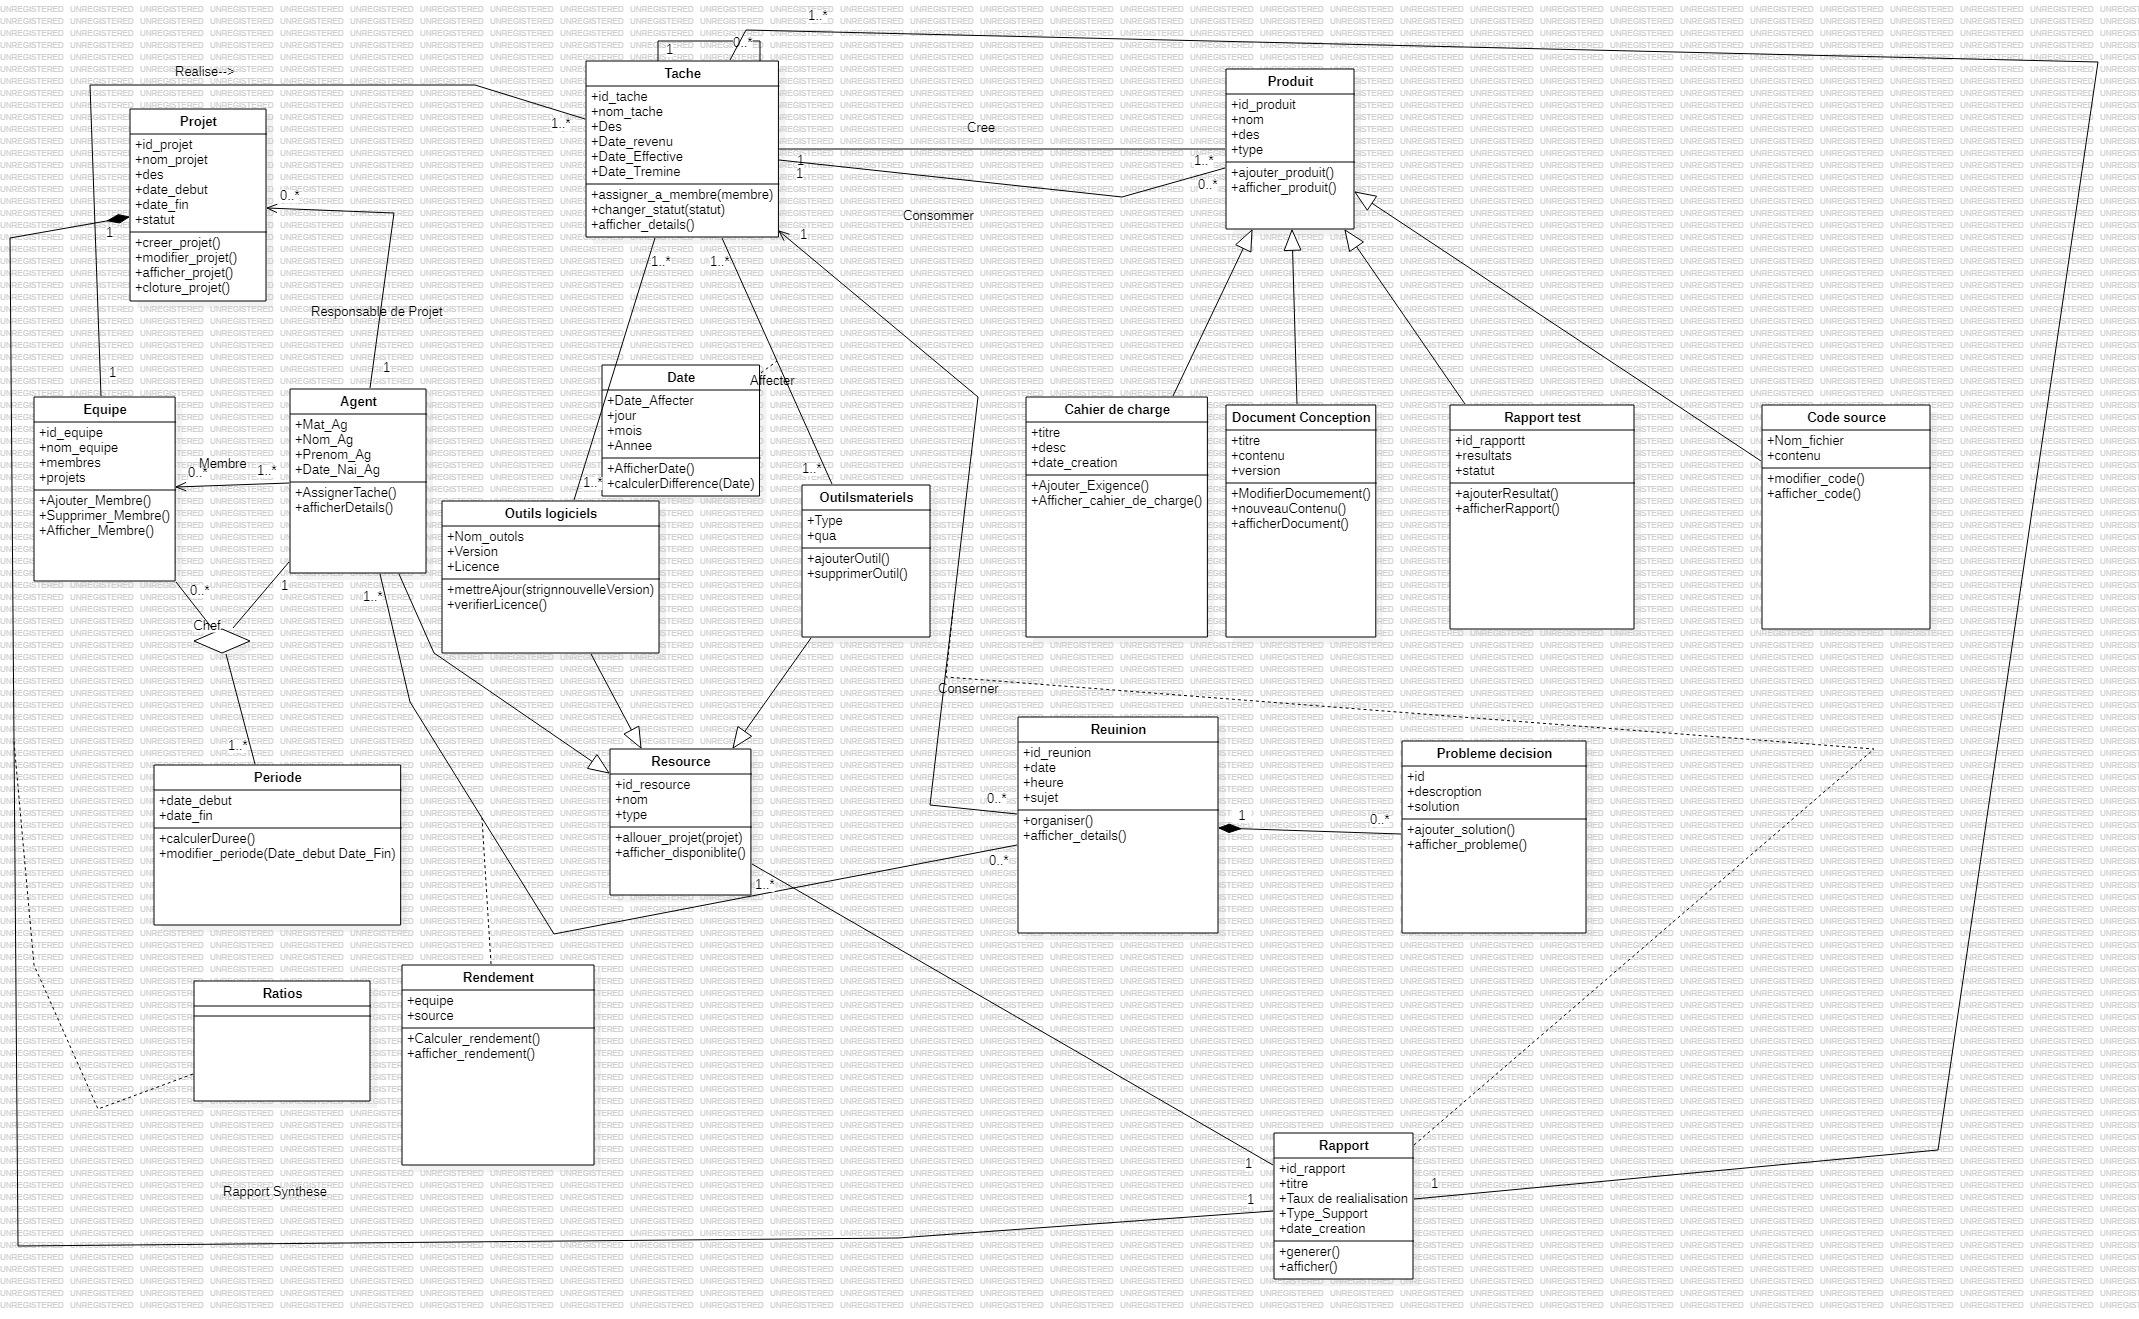 1..*
1
0..*
Realise-->
1..*
Tache
+id_tache
+nom_tache
+Des
+Date_revenu
+Date_Effective
+Date_Tremine
+assigner_a_membre(membre)
+changer_statut(statut)
+afficher_details()
Produit
+id_produit
+nom
+des
+type
+ajouter_produit()
+afficher_produit()
Cree
1
1..*
1
0..*
Consommer
1
Projet
+id_projet
+nom_projet
+des
+date_debut
+date_fin
+statut
+creer_projet()
+modifier_projet()
+afficher_projet()
+cloture_projet()
0..*
1
1..*
1..*
Responsable de Projet
1
1
Equipe
+id_equipe
+nom_equipe
+membres
+projets
+Ajouter_Membre()
+Supprimer_Membre()
+Afficher_Membre()
Membre
0..*
1..*
Agent
+Mat_Ag
+Nom_Ag
+Prenom_Ag
+Date_Nai_Ag
+AssignerTache()
+afficherDetails()
Date
+Date_Affecter
+jour
+mois
+Annee
+AfficherDate()
+calculerDifference(Date)
Affecter
1..*
1..*
Outils logiciels
+Nom_outols
+Version
+Licence
+mettreAjour(strignnouvelleVersion)
+verifierLicence()
Outilsmateriels
+Type
+qua
+ajouterOutil()
+supprimerOutil()
Cahier de charge
+titre
+desc
+date_creation
+Ajouter_Exigence()
+Afficher_cahier_de_charge()
Document Conception
+titre
+contenu
+version
+ModifierDocumement()
+nouveauContenu()
+afficherDocument()
Rapport test
+id_rapportt
+resultats
+statut
+ajouterResultat()
+afficherRapport()
Code source
+Nom_fichier
+contenu
+modifier_code()
+afficher_code()
0..*
1
1..*
Chef
1..*
Conserner
Periode
+date_debut
+date_fin
+calculerDuree()
+modifier_periode(Date_debut Date_Fin)
Resource
+id_resource
+nom
+type
+allouer_projet(projet)
+afficher_disponiblite()
1..*
0..*
0..*
Reuinion
+id_reunion
+date
+heure
+sujet
+organiser()
+afficher_details()
1
0..*
Probleme decision
+id
+descroption
+solution
+ajouter_solution()
+afficher_probleme()
Ratios
Rendement
+equipe
+source
+Calculer_rendement()
+afficher_rendement()
Rapport Synthese
1
1
1
Rapport
+id_rapport
+titre
+Taux de realialisation
+Type_Support
+date_creation
+generer()
+afficher()
UNREGISTERED